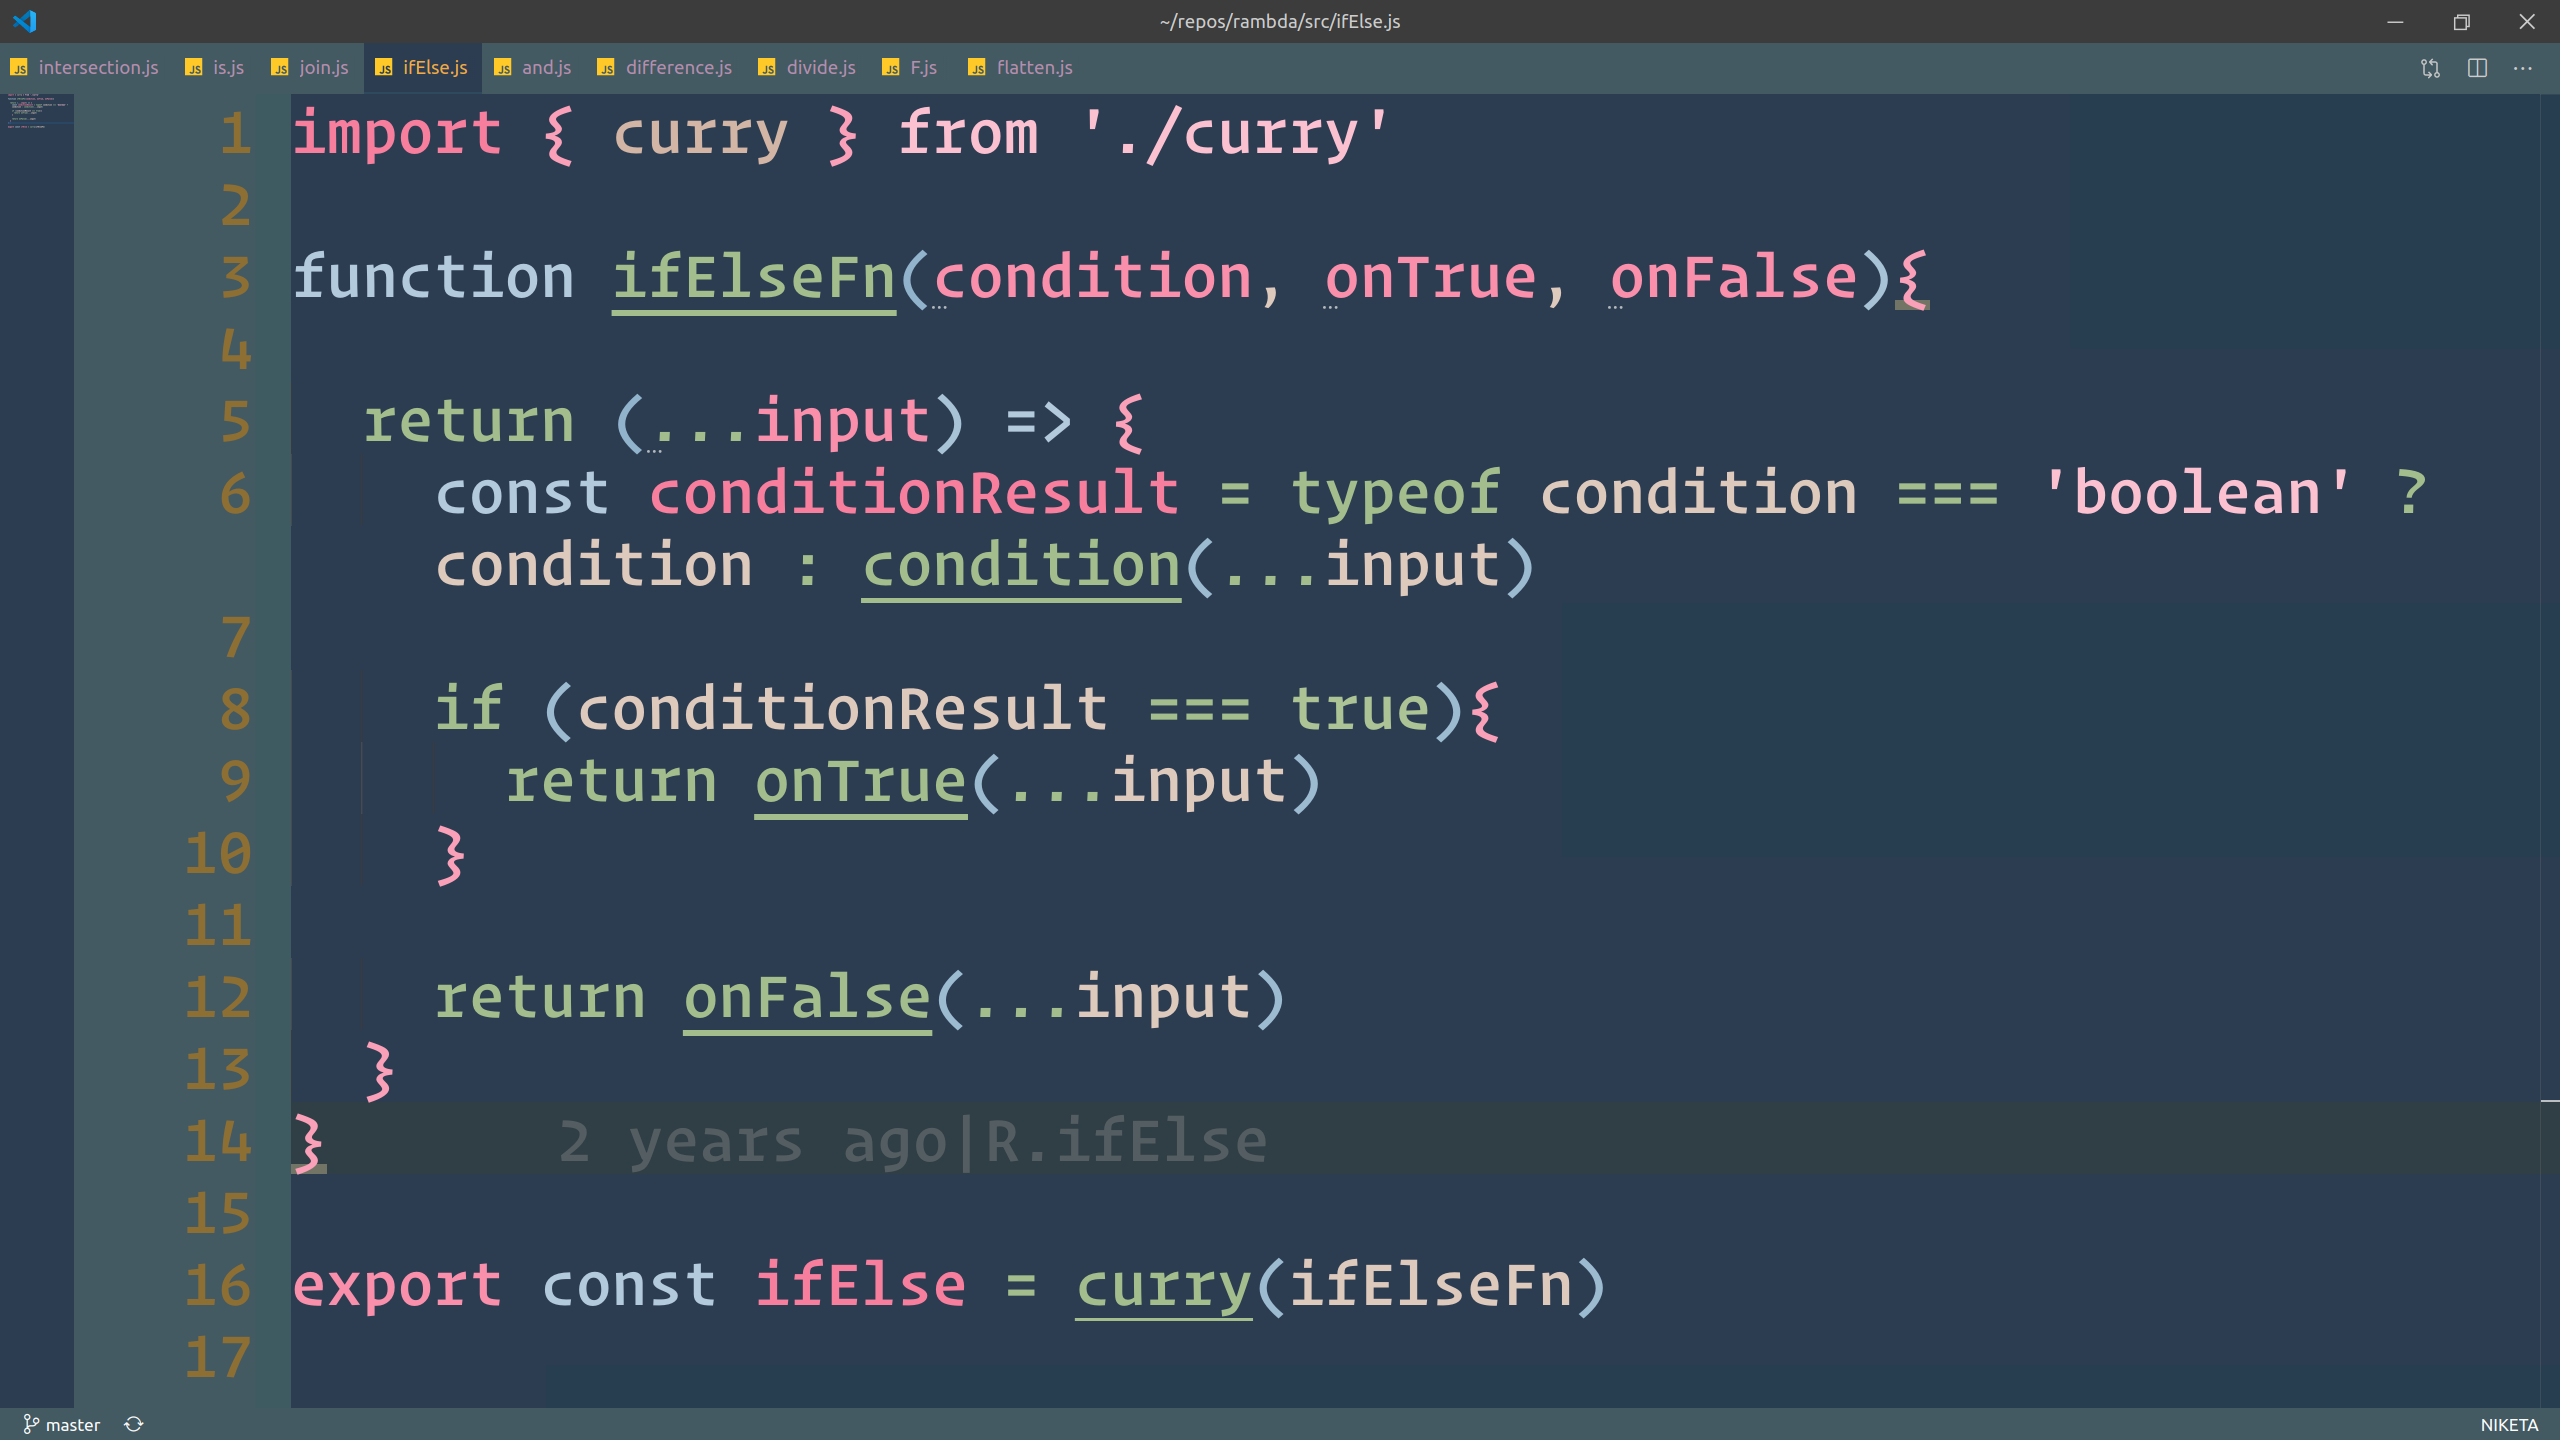 ~/repos/rambda/src/ifElse.js
JS intersection.js JS is.js JS join.js JS ifElse.js JS and.js JS difference.js JS divide.js JS F.js JS flatten.js
1 import { curry } from './curry'
2
3 function ifElseFn(condition, onTrue, onFalse){
4
5 return (...input) => {
6 const conditionResult = typeof condition === 'boolean' ?
condition : condition(...input)
7
8 if (conditionResult === true){
9 return onTrue(...input)
10 }
11
12 return onFalse(...input)
13 }
14 } 2 years ago|R.ifElse
15
16 export const ifElse = curry(ifElseFn)
17
master NIKETA